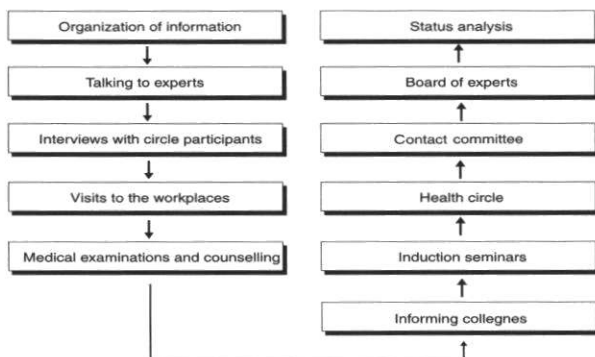 Organization of information
Talking to experts
Interviews with circle participants
Visits to the workplaces
Medical examinations and counselling
Status analysis
Board of experts
Contact committee
Health circle
Induction seminars
Informing collegnes